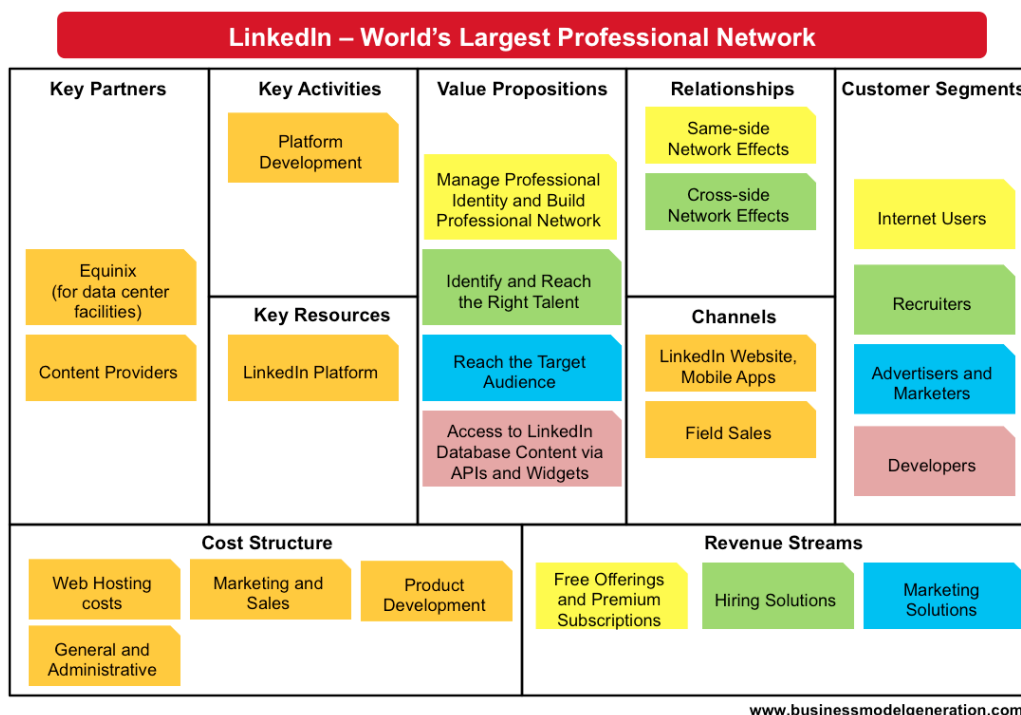 LinkedIn – World’s Largest Professional Network
Key Partners
Equinix
(for data center
facilities)
Content Providers
Key Activities
Platform
Development
Key Resources
LinkedIn Platform
Value Propositions
Manage Professional
Identity and Build
Professional Network
Identify and Reach
the Right Talent
Reach the Target
Audience
Access to LinkedIn
Database Content via
APIs and Widgets
Relationships
Same-side
Network Effects
Cross-side
Network Effects
Channels
LinkedIn Website,
Mobile Apps
Field Sales
Customer Segments
Internet Users
Recruiters
Advertisers and
Marketers
Developers
Cost Structure
Web Hosting
costs
Marketing and
Sales
Product
Development
General and
Administrative
Revenue Streams
Free Offerings
and Premium
Subscriptions
Hiring Solutions
Marketing
Solutions
www.businessmodelgeneration.com